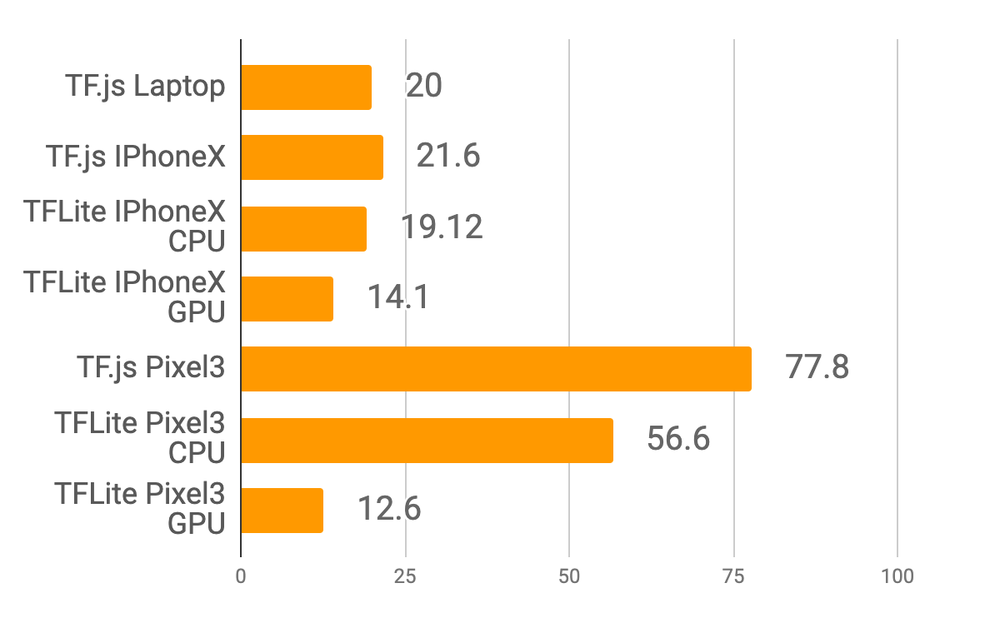 TF.js Laptop
20
TF.js IPhoneX
21.6
TFLite IPhoneX
CPU
19.12
TFLite IPhoneX
GPU
14.1
TF.js Pixel3
77.8
TFLite Pixel3
CPU
56.6
TFLite Pixel3
GPU
12.6
0 25 50 75 100